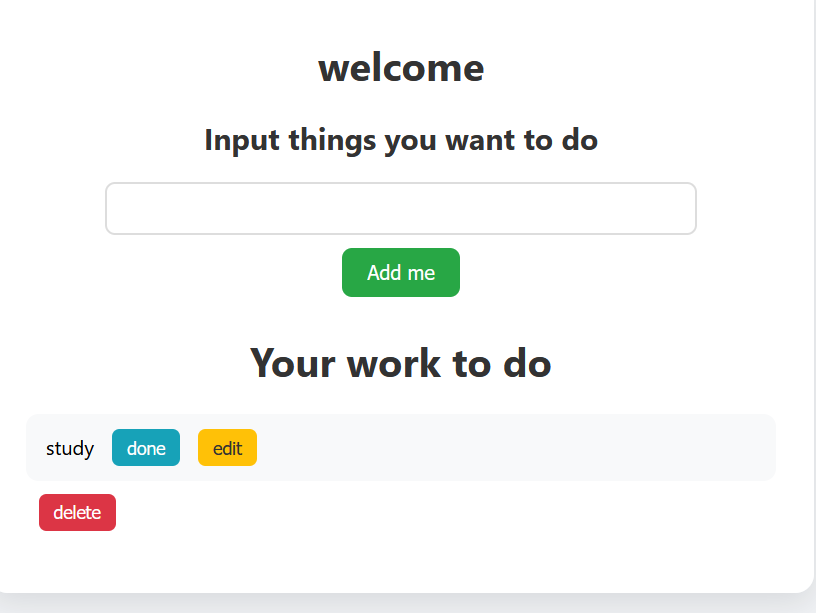 welcome
Input things you want to do
Add me
Your work to do
study done edit
delete